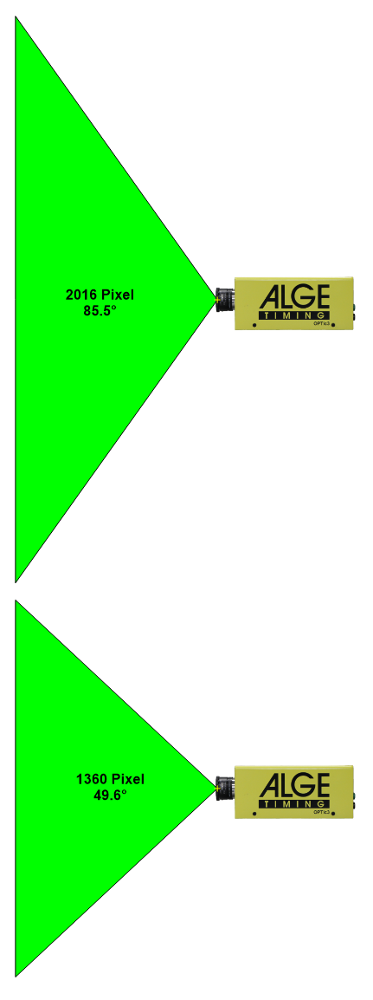 2016 Pixel
85.5°
ALGE
TIMING
OPTIc3
1360 Pixel
49.6°
ALGE
TIMING
OPTIc3